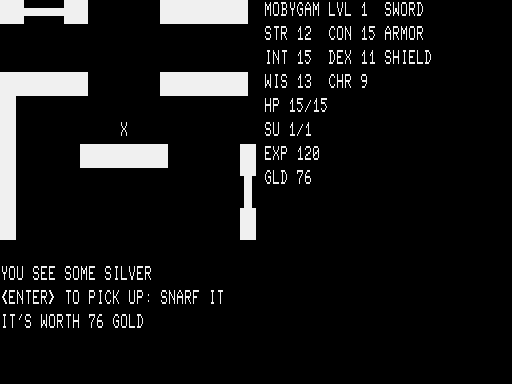 MOBYGAM LVL 1 SWORD
STR 12 CON 15 ARMOR
INT 15 DEX 11 SHIELD
WIS 13 CHR 9
HP 15/15
SU 1/1
EXP 120
GLD 76
X
YOU SEE SOME SILVER
<ENTER> TO PICK UP: SNARF IT
IT'S WORTH 76 GOLD